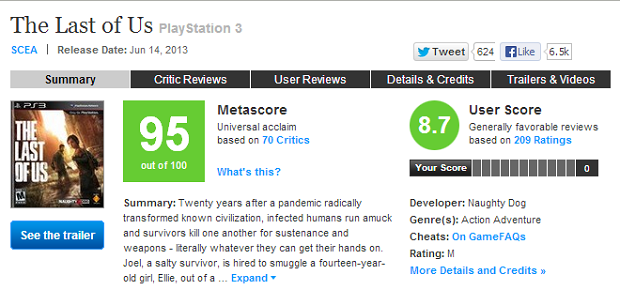 The Last of Us PlayStation 3
SCEA | Release Date: Jun 14, 2013
Tweet 624 Like 6.5k
Summary Critic Reviews User Reviews Details & Credits Trailers & Videos
PS3
THE LAST OF US
NAUGHTY DOG
See the trailer
95
out of 100
Metascore
Universal acclaim
based on 70 Critics
What's this?
8.7
User Score
Generally favorable reviews
based on 209 Ratings
Your Score 0
Summary: Twenty years after a pandemic radically
transformed known civilization, infected humans run amuck
and survivors kill one another for sustenance and
weapons - literally whatever they can get their hands on.
Joel, a salty survivor, is hired to smuggle a fourteen-year-
old girl, Ellie, out of a ... Expand
Developer: Naughty Dog
Genre(s): Action Adventure
Cheats: On GameFAQs
Rating: M
More Details and Credits »